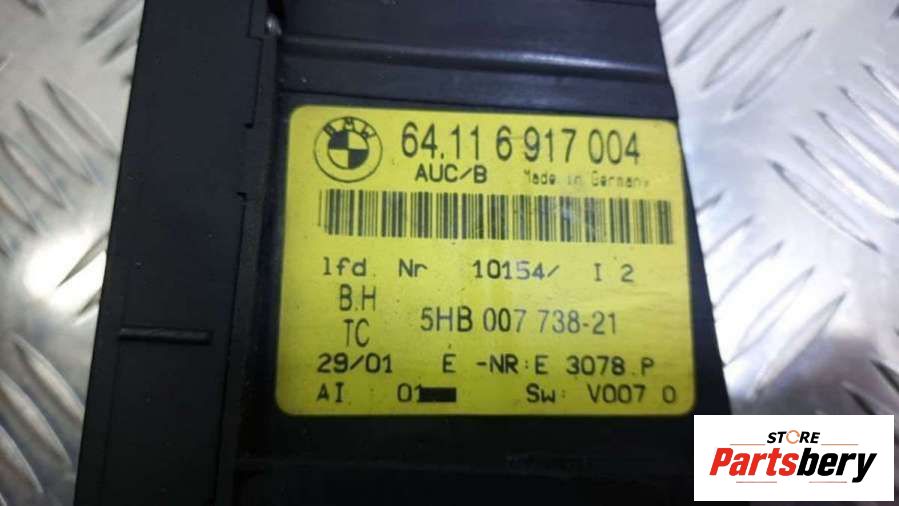 BMW
64.11 6 917 004
AUC/B Made in Germany
lfd. Nr 10154/ I 2
B.H
TC 5HB 007 738-21
29/01 E -NR:E 3078.P
AI 01 Sw: V007 0
STORE
Partsbery